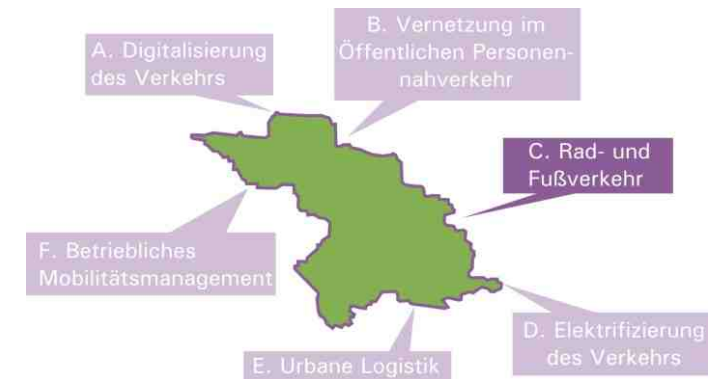 A. Digitalisierung
des Verkehrs
B. Vernetzung im
Öffentlichen Personen-
nahverkehr
C. Rad- und
Fußverkehr
D. Elektrifizierung
des Verkehrs
E. Urbane Logistik
F. Betriebliches
Mobilitätsmanagement